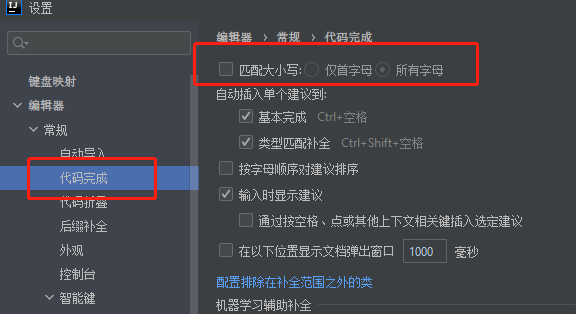 IJ 设置
编辑器 › 常规 › 代码完成
匹配大小写: 仅首字母 所有字母
键盘映射
自动插入单个建议到:
编辑器
基本完成 Ctrl+空格
常规
类型匹配补全 Ctrl+Shift+空格
自动导入
按字母顺序对建议排序
代码完成
输入时显示建议
代码折叠
后缀补全
通过按空格、点或其他上下文相关键插入选定建议
外观
在以下位置显示文档弹出窗口 1000 毫秒
控制台
配置排除在补全范围之外的类
智能键
机器学习辅助补全